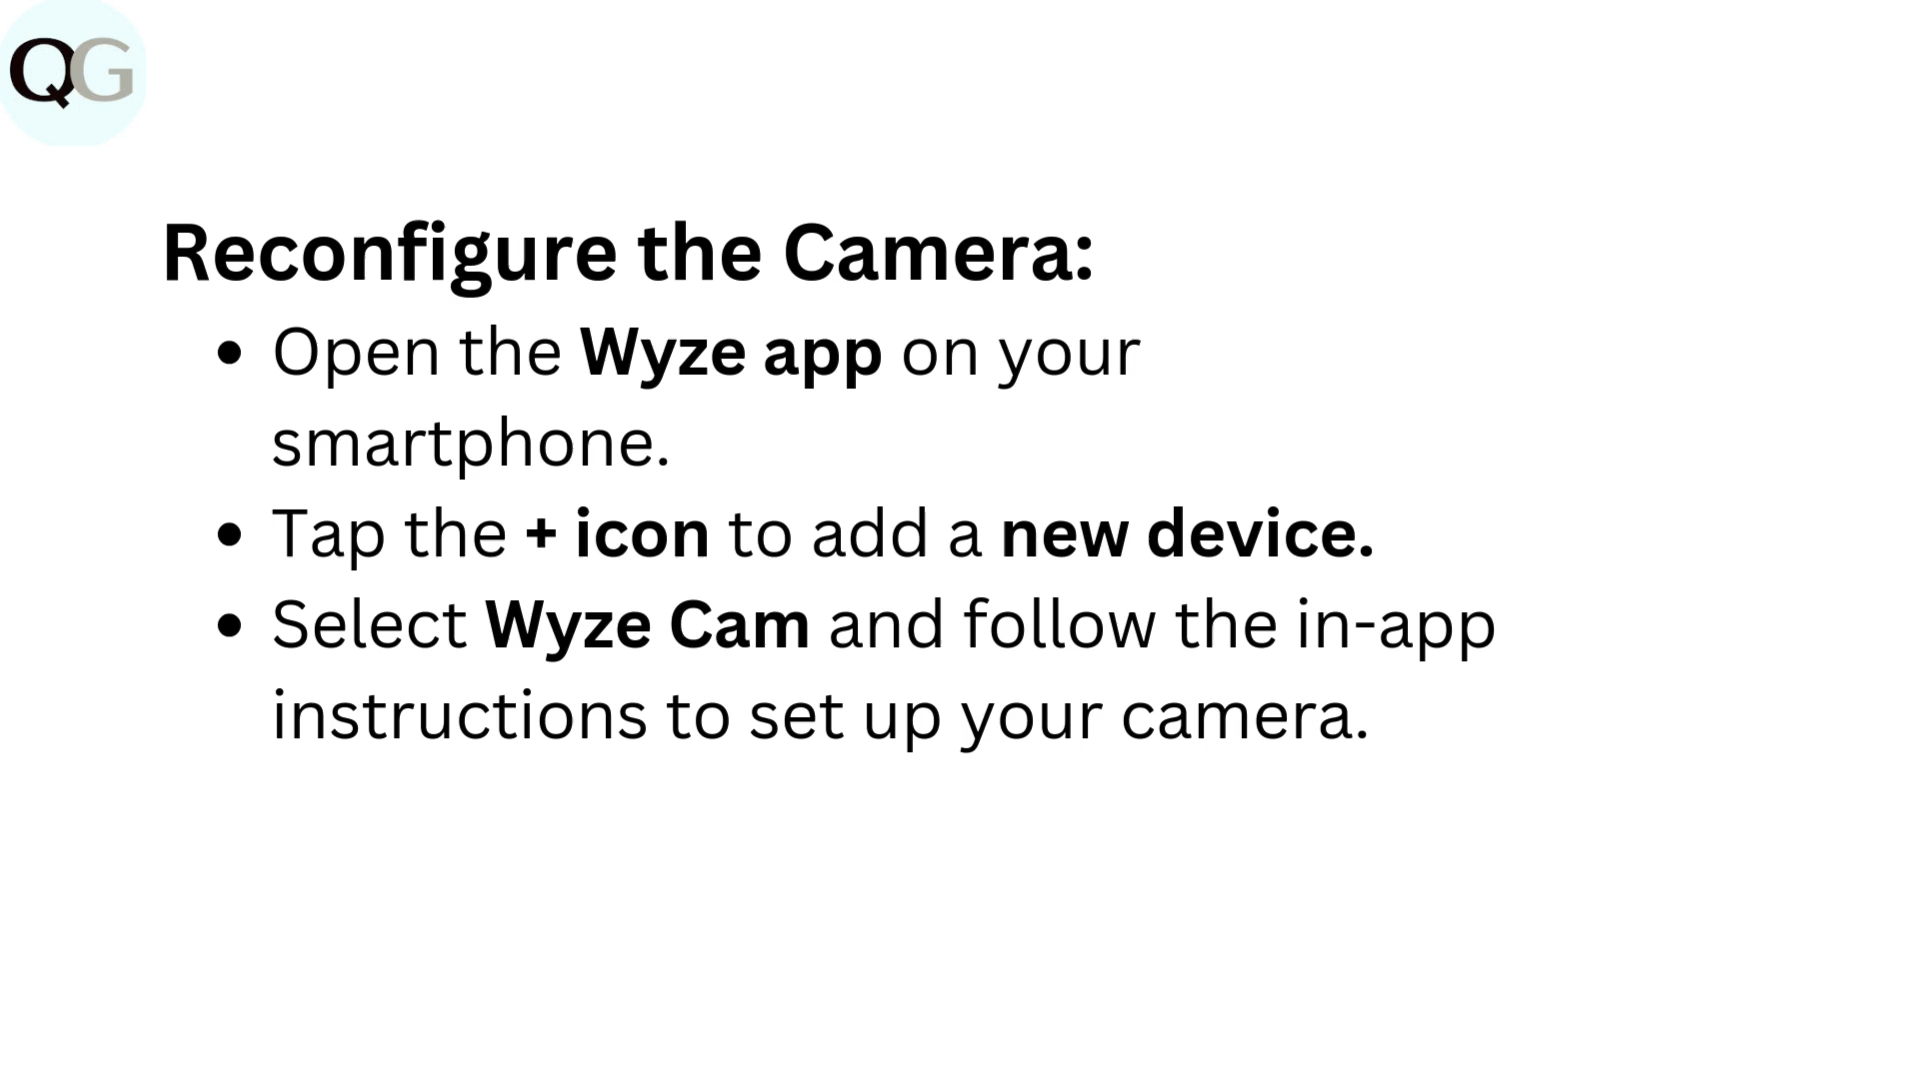 QG
Reconfigure the Camera:
• Open the Wyze app on your
smartphone.
• Tap the + icon to add a new device.
• Select Wyze Cam and follow the in-app
instructions to set up your camera.